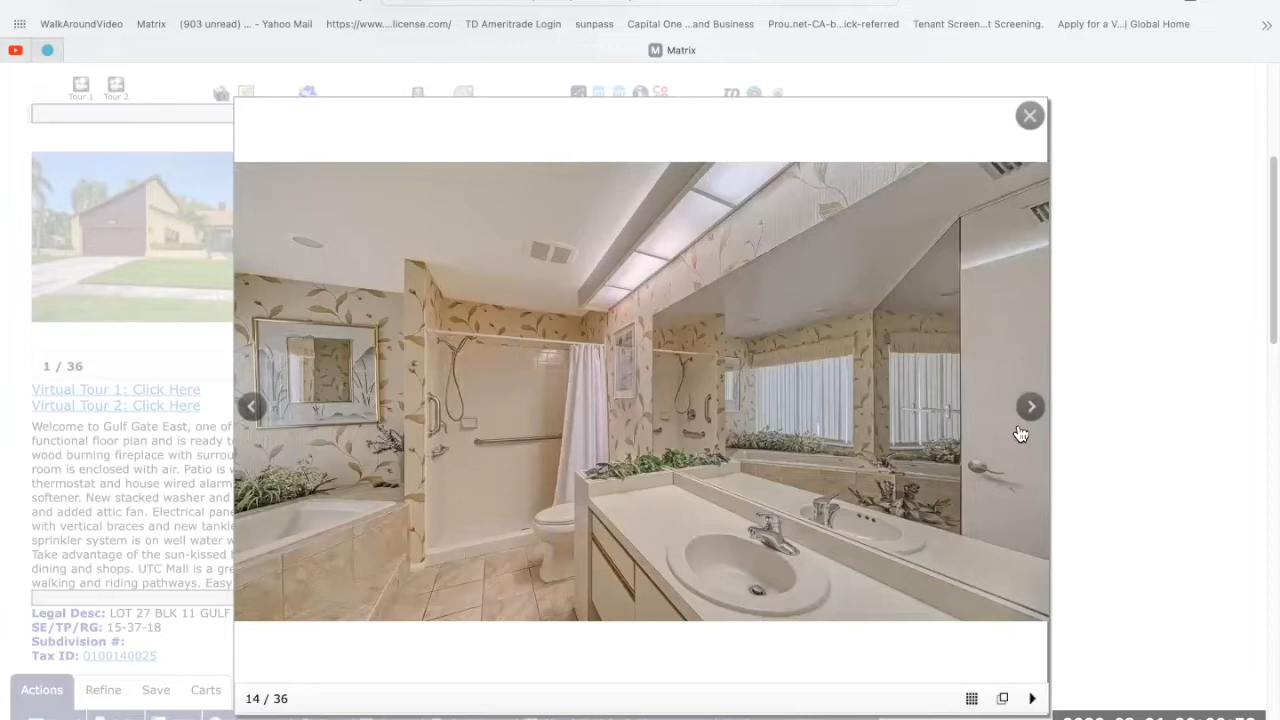 WalkAroundVideo Matrix (903 unread) ... - Yahoo Mail https://www....license.com/ TD Ameritrade Login sunpass Capital One ...and Business Prou.net-CA-b...ick-referred Tenant Screen...t Screening. Apply for a V...| Global Home
Matrix
Tour 1 Tour 2
1 / 36
Virtual Tour 1: Click Here
Virtual Tour 2: Click Here
Welcome to Gulf Gate East, one of
functional floor plan and is ready t
wood burning fireplace with surrou
room is enclosed with air. Patio is v
thermostat and house wired alarm
softener. New stacked washer and
and added attic fan. Electrical pan
with vertical braces and new tankle
sprinkler system is on well water w
Take advantage of the sun-kissed
dining and shops. UTC Mall is a gre
walking and riding pathways. Easy
Legal Desc: LOT 27 BLK 11 GULF
SE/TP/RG: 15-37-18
Subdivision #:
Tax ID: 0100140025
Actions Refine Save Carts
14 / 36